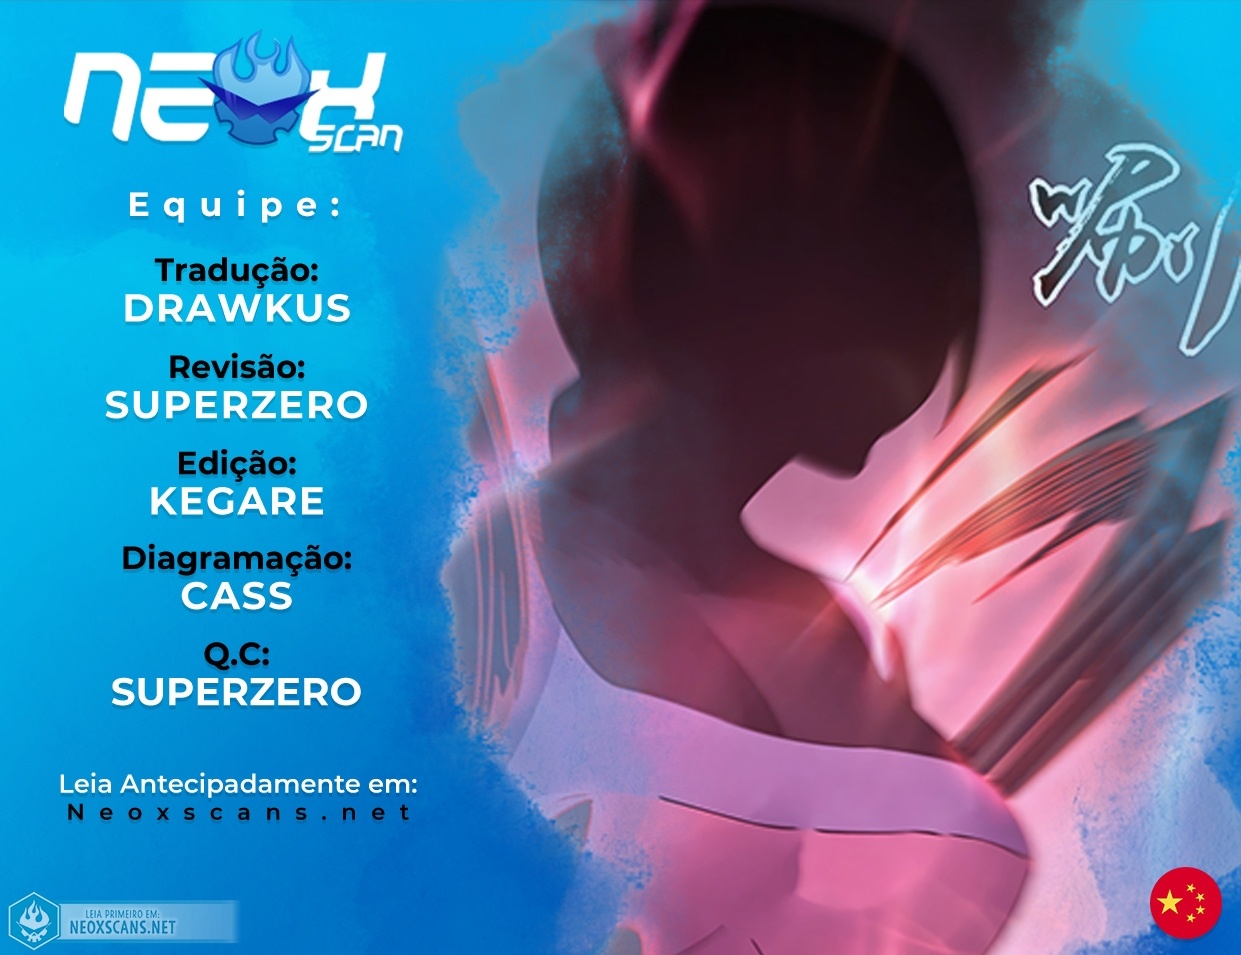 NEOX
SCAN
Equipe:
Tradução:
DRAWKUS
Revisão:
SUPERZERO
Edição:
KEGARE
Diagramação:
CASS
Q.C:
SUPERZERO
Leia Antecipadamente em:
Neoxscans.net
LEIA PRIMEIRO EM:
NEOXSCANS.NET
唰